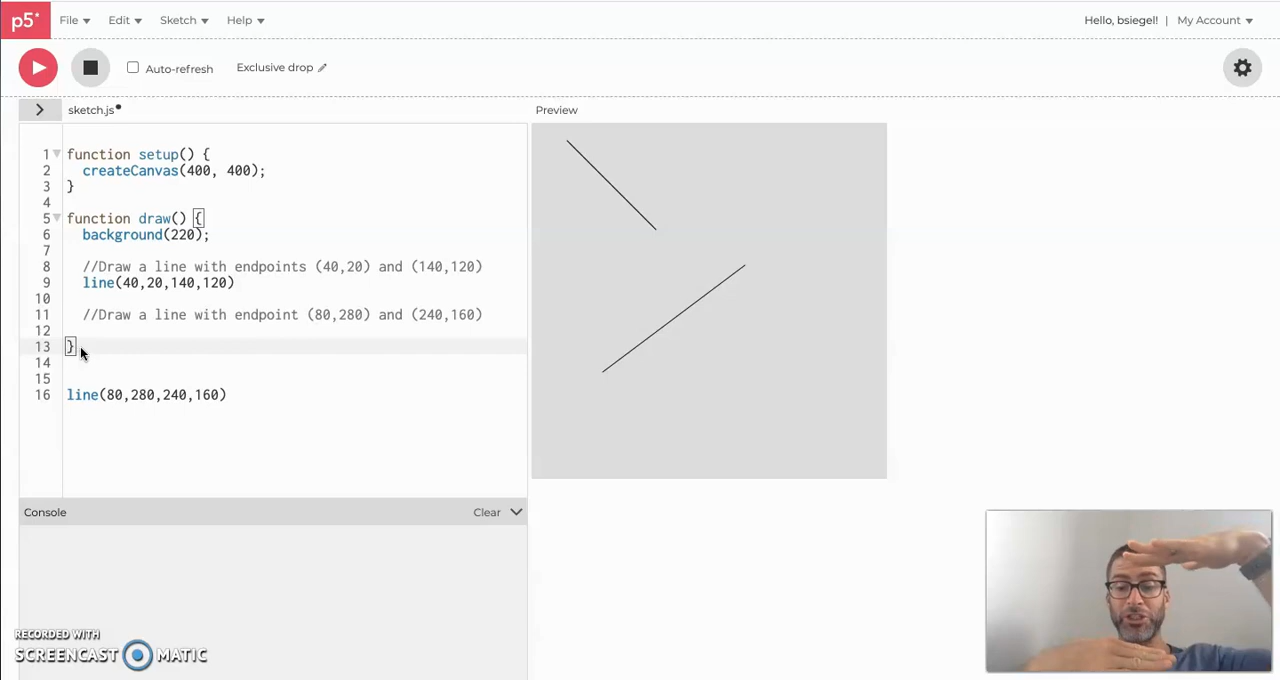 p5* File Edit Sketch Help Hello, bsiegel! | My Account
Auto-refresh Exclusive drop
> sketch.js• Preview
1 function setup() {
2 createCanvas(400, 400);
3 }
4
5 function draw() {
6 background(220);
7
8 //Draw a line with endpoints (40,20) and (140,120)
9 line(40,20,140,120)
10
11 //Draw a line with endpoint (80,280) and (240,160)
12
13 }
14
15
16 line(80,280,240,160)
Console Clear
RECORDED WITH
SCREENCAST MATIC